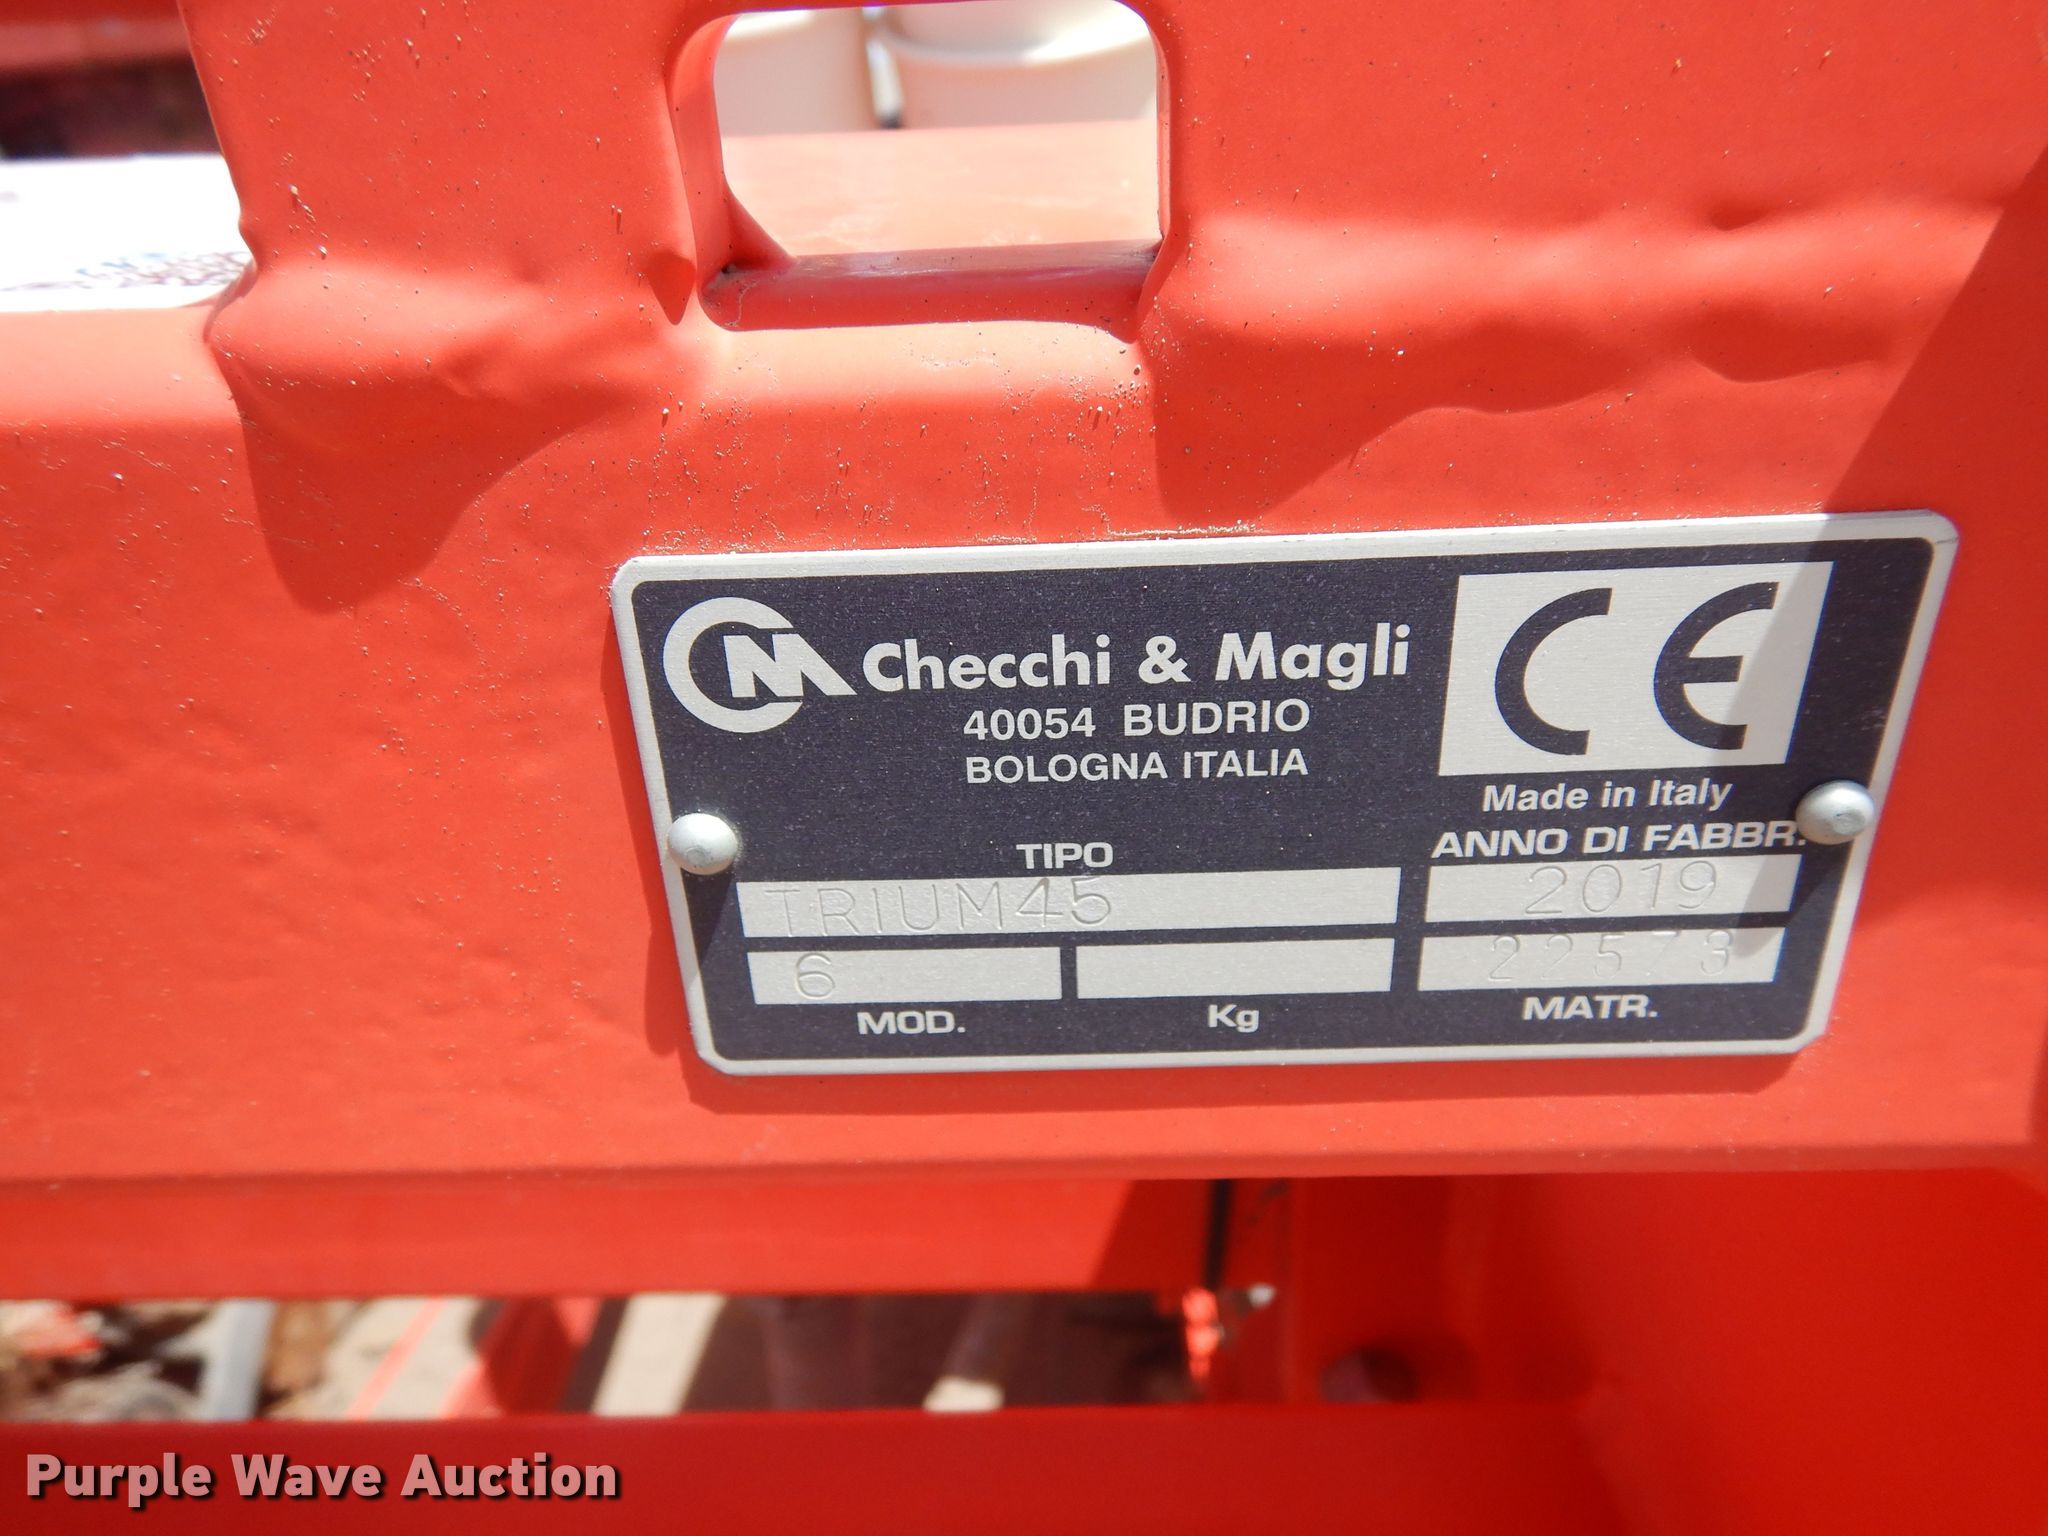 CM Checchi & Magli
40054 BUDRIO
BOLOGNA ITALIA
CE
Made in Italy
TIPO
ANNO DI FABBR.
TRIUM45
2019
6
22573
MOD.
Kg
MATR.
Purple Wave Auction